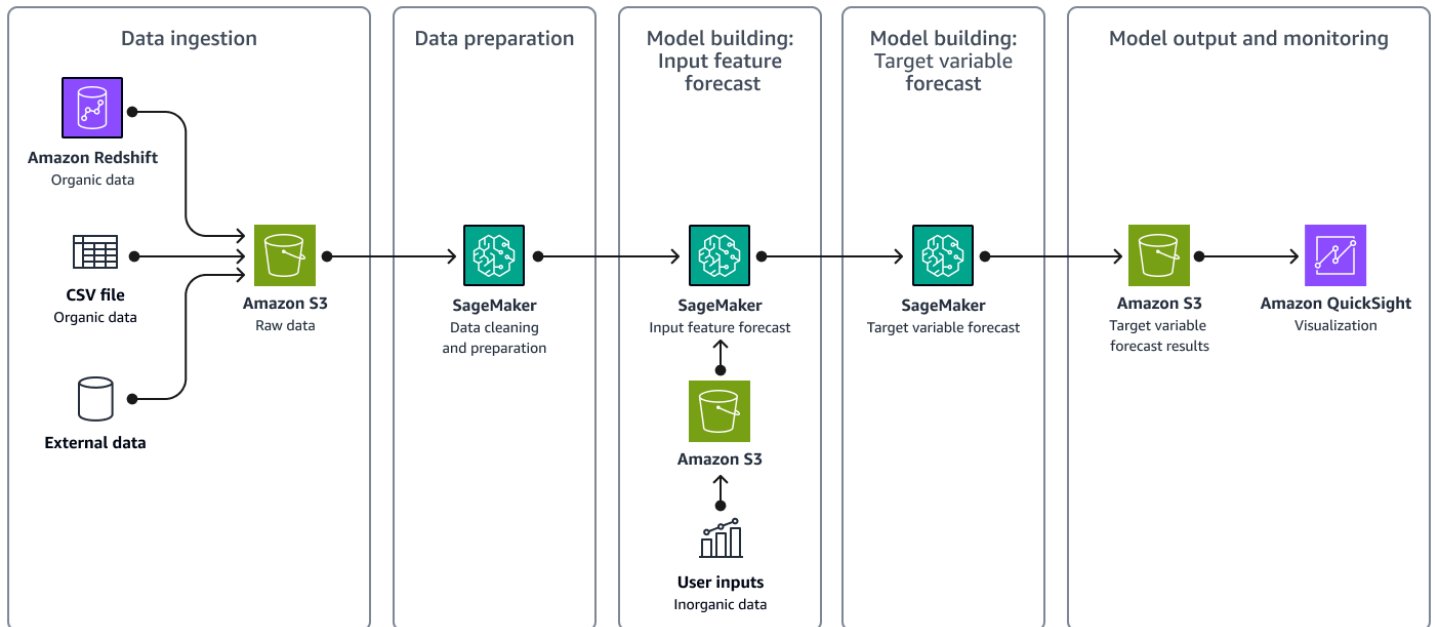 Data ingestion
Amazon Redshift
Organic data
CSV file
Organic data
External data
Amazon S3
Raw data
Data preparation
SageMaker
Data cleaning
and preparation
Model building:
Input feature
forecast
SageMaker
Input feature forecast
Amazon S3
User inputs
Inorganic data
Model building:
Target variable
forecast
SageMaker
Target variable forecast
Model output and monitoring
Amazon S3
Target variable
forecast results
Amazon QuickSight
Visualization